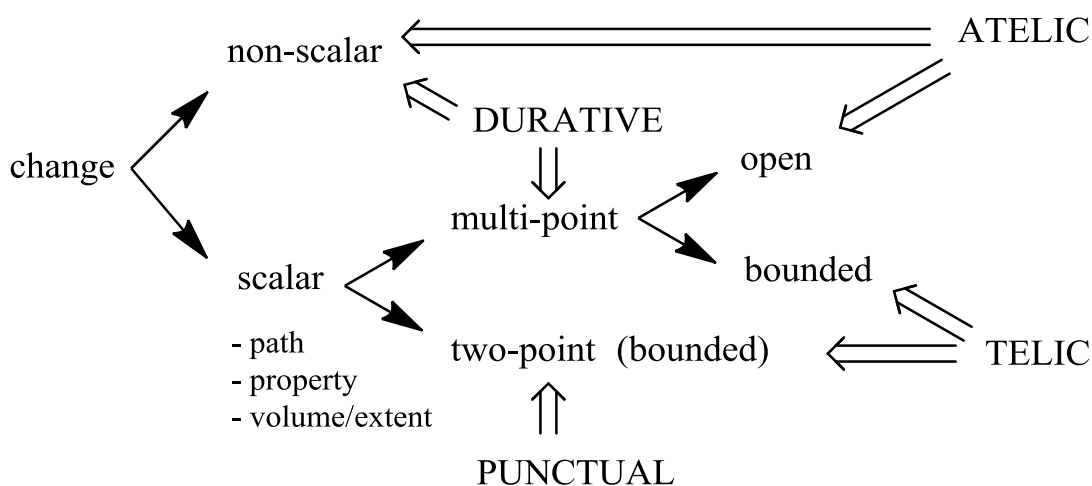 ATELIC
non-scalar
DURATIVE
change
open
multi-point
scalar
bounded
- path
- property
- volume/extent
two-point (bounded)
TELIC
PUNCTUAL